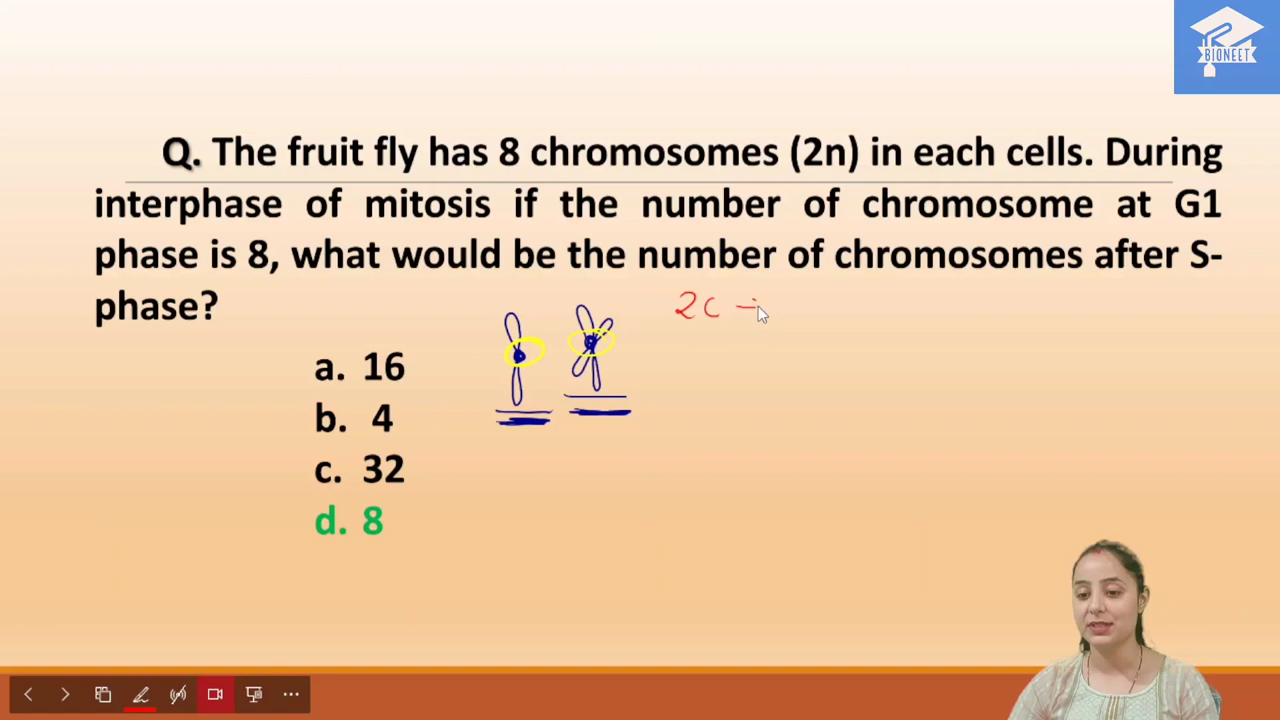 BIONEET
Q. The fruit fly has 8 chromosomes (2n) in each cells. During
interphase of mitosis if the number of chromosome at G1
phase is 8, what would be the number of chromosomes after S-
phase?
2C
a. 16
b. 4
c. 32
d. 8